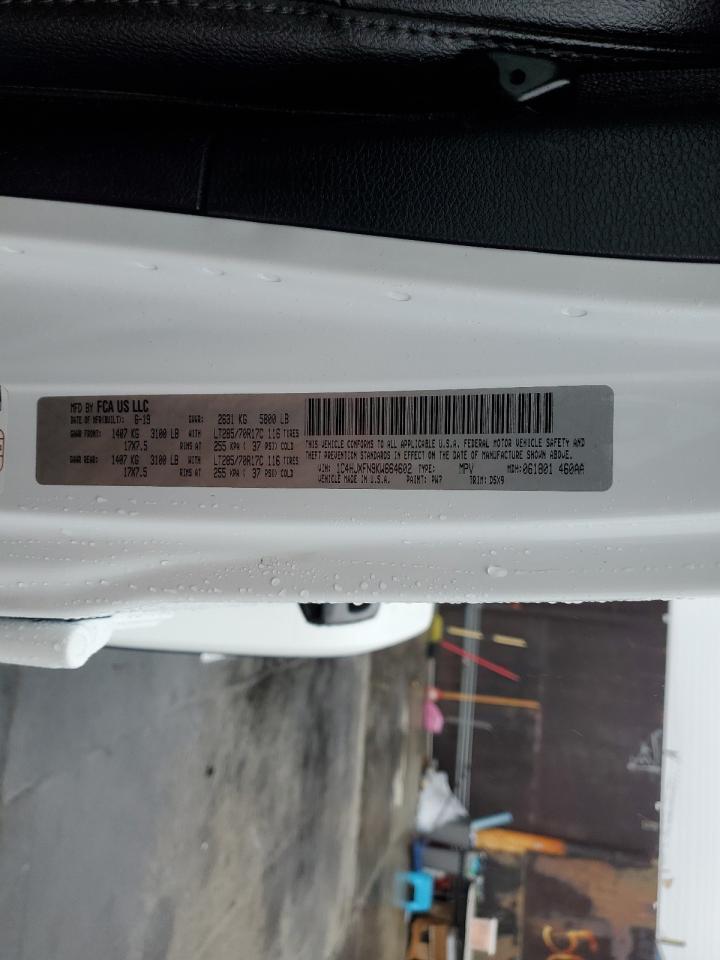 MFD BY FCA US LLC
DATE OF MFR(BUILT): 6-19 GVWR: 2631 KG 5800 LB
GAWR FRONT: 1407 KG 3100 LB WITH LT285/70R17C 116 TIRES
17X7.5 RIMS AT 255 KPA ( 37 PSI) COLD
GAWR REAR: 1407 KG 3100 LB WITH LT285/70R17C 116 TIRES
17X7.5 RIMS AT 255 KPA ( 37 PSI) COLD
THIS VEHICLE CONFORMS TO ALL APPLICABLE U.S.A. FEDERAL MOTOR VEHICLE SAFETY AND
THEFT PREVENTION STANDARDS IN EFFECT ON THE DATE OF MANUFACTURE SHOWN ABOVE.
VIN: 1C4HJXFN9KW664602 TYPE: MPV MDH: 061801 460AA
VEHICLE MADE IN U.S.A. PAINT: PW7 TRIM: D5X9